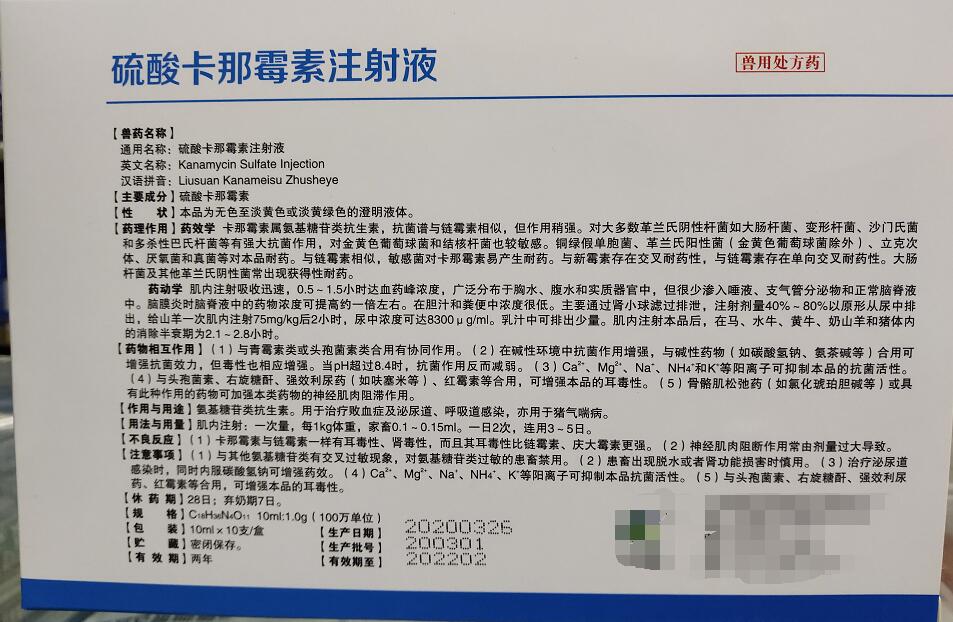 硫酸卡那霉素注射液
兽用处方药
【兽药名称】
通用名称：硫酸卡那霉素注射液
英文名称：Kanamycin Sulfate Injection
汉语拼音：Liusuan Kanameisu Zhusheye
【主要成分】硫酸卡那霉素
【性 状】本品为无色至淡黄色或淡黄绿色的澄明液体。
【药理作用】药效学 卡那霉素属氨基糖苷类抗生素，抗菌谱与链霉素相似，但作用稍强。对大多数革兰氏阴性杆菌如大肠杆菌、变形杆菌、沙门氏菌
和多杀性巴氏杆菌等有强大抗菌作用，对金黄色葡萄球菌和结核杆菌也较敏感。铜绿假单胞菌、革兰氏阳性菌（金黄色葡萄球菌除外）、立克次
体、厌氧菌和真菌等对本品耐药。与链霉素相似，敏感菌对卡那霉素易产生耐药。与新霉素存在交叉耐药性，与链霉素存在单向交叉耐药性。大肠
杆菌及其他革兰氏阴性菌常出现获得性耐药。
药动学 肌内注射吸收迅速，0.5～1.5小时达血药峰浓度，广泛分布于胸水、腹水和实质器官中，但很少渗入唾液、支气管分泌物和正常脑脊液
中。脑膜炎时脑脊液中的药物浓度可提高约一倍左右。在胆汁和粪便中浓度很低。主要通过肾小球滤过排泄，注射剂量40%～80%以原形从尿中排
出，给山羊一次肌内注射75mg/kg后2小时，尿中浓度可达8300μg/ml。乳汁中可排出少量。肌内注射本品后，在马、水牛、黄牛、奶山羊和猪体内
的消除半衰期为2.1～2.8小时。
【药物相互作用】（1）与青霉素类或头孢菌素类合用有协同作用。（2）在碱性环境中抗菌作用增强，与碱性药物（如碳酸氢钠、氨茶碱等）合用可
增强抗菌效力，但毒性也相应增强。当pH超过8.4时，抗菌作用反而减弱。（3）Ca²⁺、Mg²⁺、Na⁺、NH₄⁺和K⁺等阳离子可抑制本品的抗菌活性。
（4）与头孢菌素、右旋糖酐、强效利尿药（如呋塞米等）、红霉素等合用，可增强本品的耳毒性。（5）骨骼肌松弛药（如氯化琥珀胆碱等）或具
有此种作用的药物可加强本类药物的神经肌肉阻滞作用。
【作用与用途】氨基糖苷类抗生素。用于治疗败血症及泌尿道、呼吸道感染，亦用于猪气喘病。
【用法与用量】肌内注射：一次量，每1kg体重，家畜0.1～0.15ml。一日2次，连用3～5日。
【不良反应】（1）卡那霉素与链霉素一样有耳毒性、肾毒性，而且其耳毒性比链霉素、庆大霉素更强。（2）神经肌肉阻断作用常由剂量过大导致。
【注意事项】（1）与其他氨基糖苷类有交叉过敏现象，对氨基糖苷类过敏的患畜禁用。（2）患畜出现脱水或者肾功能损害时慎用。（3）治疗泌尿道
感染时，同时内服碳酸氢钠可增强药效。（4）Ca²⁺、Mg²⁺、Na⁺、NH₄⁺、K⁺等阳离子可抑制本品抗菌活性。（5）与头孢菌素、右旋糖酐、强效利尿
药、红霉素等合用，可增强本品的耳毒性。
【休 药 期】28日；弃奶期7日。
【规 格】C₁₈H₃₆N₄O₁₁ 10ml:1.0g（100万单位）
【包 装】10ml×10支/盒 【生产日期】 20200326
【贮 藏】密闭保存。 【生产批号】 200301
【有 效 期】两年 【有效期至】 202202